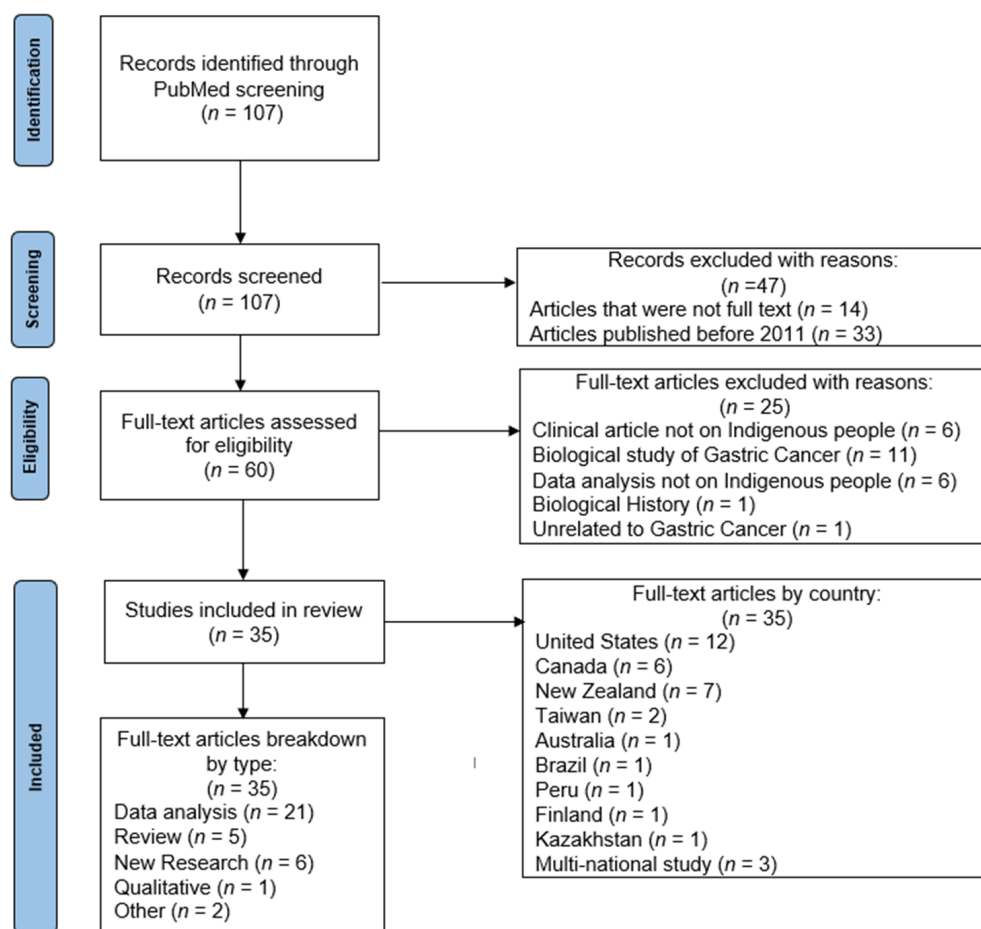 Identification
Records identified through
PubMed screening
(n = 107)
Screening
Records screened
(n = 107)
Records excluded with reasons:
(n =47)
Articles that were not full text (n = 14)
Articles published before 2011 (n = 33)
Eligibility
Full-text articles assessed
for eligibility
(n = 60)
Full-text articles excluded with reasons:
(n = 25)
Clinical article not on Indigenous people (n = 6)
Biological study of Gastric Cancer (n = 11)
Data analysis not on Indigenous people (n = 6)
Biological History (n = 1)
Unrelated to Gastric Cancer (n = 1)
Included
Studies included in review
(n = 35)
Full-text articles by country:
(n = 35)
United States (n = 12)
Canada (n = 6)
New Zealand (n = 7)
Taiwan (n = 2)
Australia (n = 1)
Brazil (n = 1)
Peru (n = 1)
Finland (n = 1)
Kazakhstan (n = 1)
Multi-national study (n = 3)
Full-text articles breakdown
by type:
(n = 35)
Data analysis (n = 21)
Review (n = 5)
New Research (n = 6)
Qualitative (n = 1)
Other (n = 2)